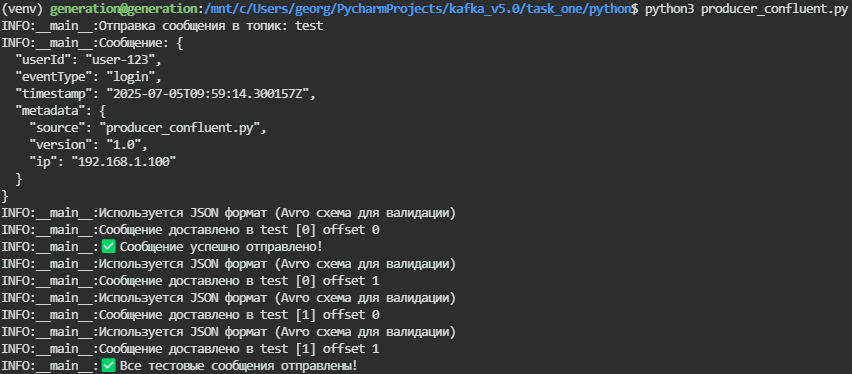 (venv) generation@generation:/mnt/c/Users/georg/PycharmProjects/kafka_v5.0/task_one/python$ python3 producer_confluent.py
INFO:__main__:Отправка сообщения в топик: test
INFO:__main__:Сообщение: {
  "userId": "user-123",
  "eventType": "login",
  "timestamp": "2025-07-05T09:59:14.300157Z",
  "metadata": {
    "source": "producer_confluent.py",
    "version": "1.0",
    "ip": "192.168.1.100"
  }
}
INFO:__main__:Используется JSON формат (Avro схема для валидации)
INFO:__main__:Сообщение доставлено в test [0] offset 0
INFO:__main__:✅ Сообщение успешно отправлено!
INFO:__main__:Используется JSON формат (Avro схема для валидации)
INFO:__main__:Сообщение доставлено в test [0] offset 1
INFO:__main__:Используется JSON формат (Avro схема для валидации)
INFO:__main__:Сообщение доставлено в test [1] offset 0
INFO:__main__:Используется JSON формат (Avro схема для валидации)
INFO:__main__:Сообщение доставлено в test [1] offset 1
INFO:__main__:✅ Все тестовые сообщения отправлены!